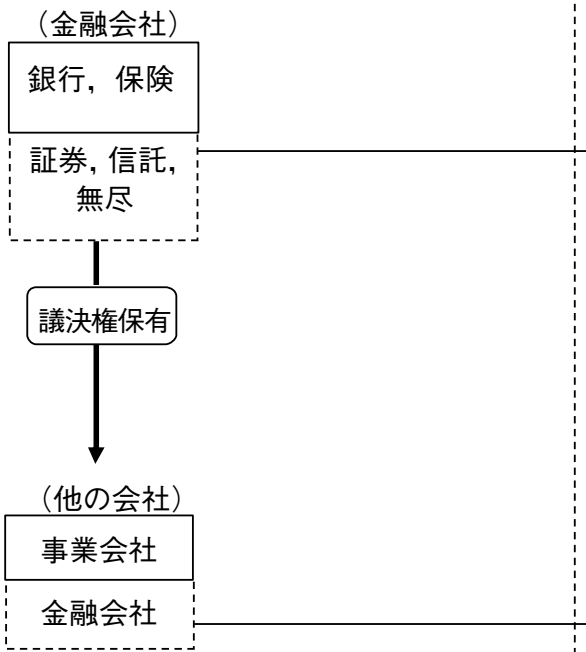 （金融会社）
銀行，保険
証券，信託，
無尽
議決権保有
（他の会社）
事業会社
金融会社